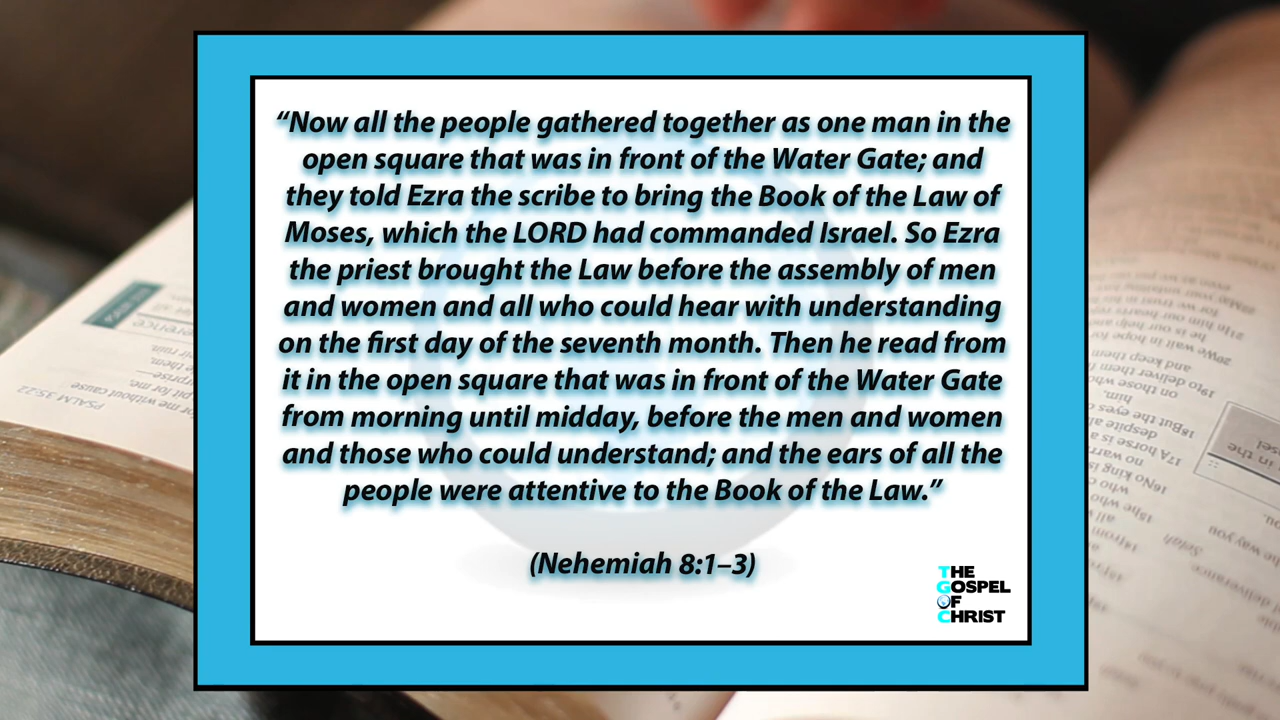 “Now all the people gathered together as one man in the
open square that was in front of the Water Gate; and
they told Ezra the scribe to bring the Book of the Law of
Moses, which the LORD had commanded Israel. So Ezra
the priest brought the Law before the assembly of men
and women and all who could hear with understanding
on the first day of the seventh month. Then he read from
it in the open square that was in front of the Water Gate
from morning until midday, before the men and women
and those who could understand; and the ears of all the
people were attentive to the Book of the Law.”
(Nehemiah 8:1–3)
THE
GOSPEL
OF
CHRIST
PSALM 35:22